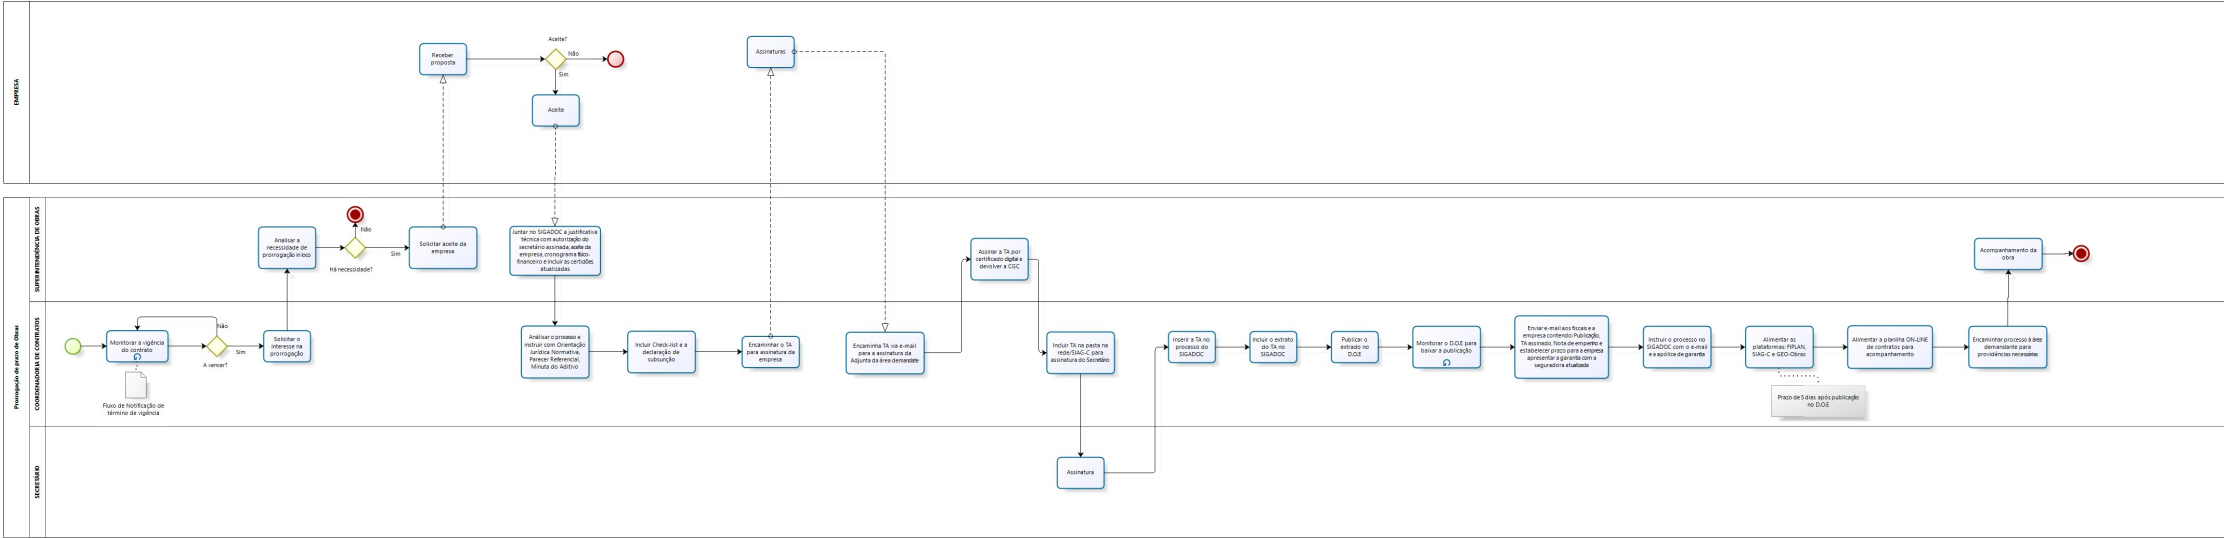 EMPRESA
Receber
proposta
Aceite?
Não
Sim
Aceite
Assinaturas
Prorrogação de prazo de Obras
SUPERINTENDÊNCIA DE OBRAS
Analisar a
necessidade de
prorrogação in loco
Não
Há necessidade?
Sim
Solicitar aceite da
empresa
Juntar no SIGADOC a justificativa
técnica com autorização do
secretário assinada, aceite da
empresa, cronograma físico-
financeiro e incluir as certidões
atualizadas
Assinar a TA por
certificado digital e
devolver a CGC
Acompanhamento da
obra
COORDENADORIA DE CONTRATOS
Monitorar a vigência
do contrato
Não
Sim
A vencer?
Fluxo de Notificação de
término de vigência
Solicitar o
interesse na
prorrogação
Análisar o processo e
instruir com Orientação
Jurídica Normativa,
Parecer Referencial,
Minuta do Aditivo
Incluir Check-list e a
declaração de
subsunção
Encaminhar o TA
para assinatura da
empresa
Encaminha TA via e-mail
para a assinatura da
Adjunta da área demandate
Incluir TA na pasta na
rede/SIAG-C para
assinatura do Secretário
Inserir a TA no
processo do
SIGADOC
Incluir o extrato
do TA no
SIGADOC
Publicar o
extrado no
D.O.E
Monitorar o D.O.E para
baixar a publicação
Enviar e-mail aos fiscais e a
empresa contendo: Publicação,
TA assinado, Nota de empenho e
estabelecer prazo para a empresa
apresentar a garantia com a
seguradora atualizada
Instruir o processo no
SIGADOC com o e-mail
e a apólice de garantia
Alimentar as
plataformas: FIPLAN,
SIAG-C e GEO-Obras
Prazo de 5 dias após publicação
no D.O.E
Alimentar a planilha ON-LINE
de contratos para
acompanhamento
Encaminhar processo à área
demandante para
providências necessárias
SECRETÁRIO
Assinatura